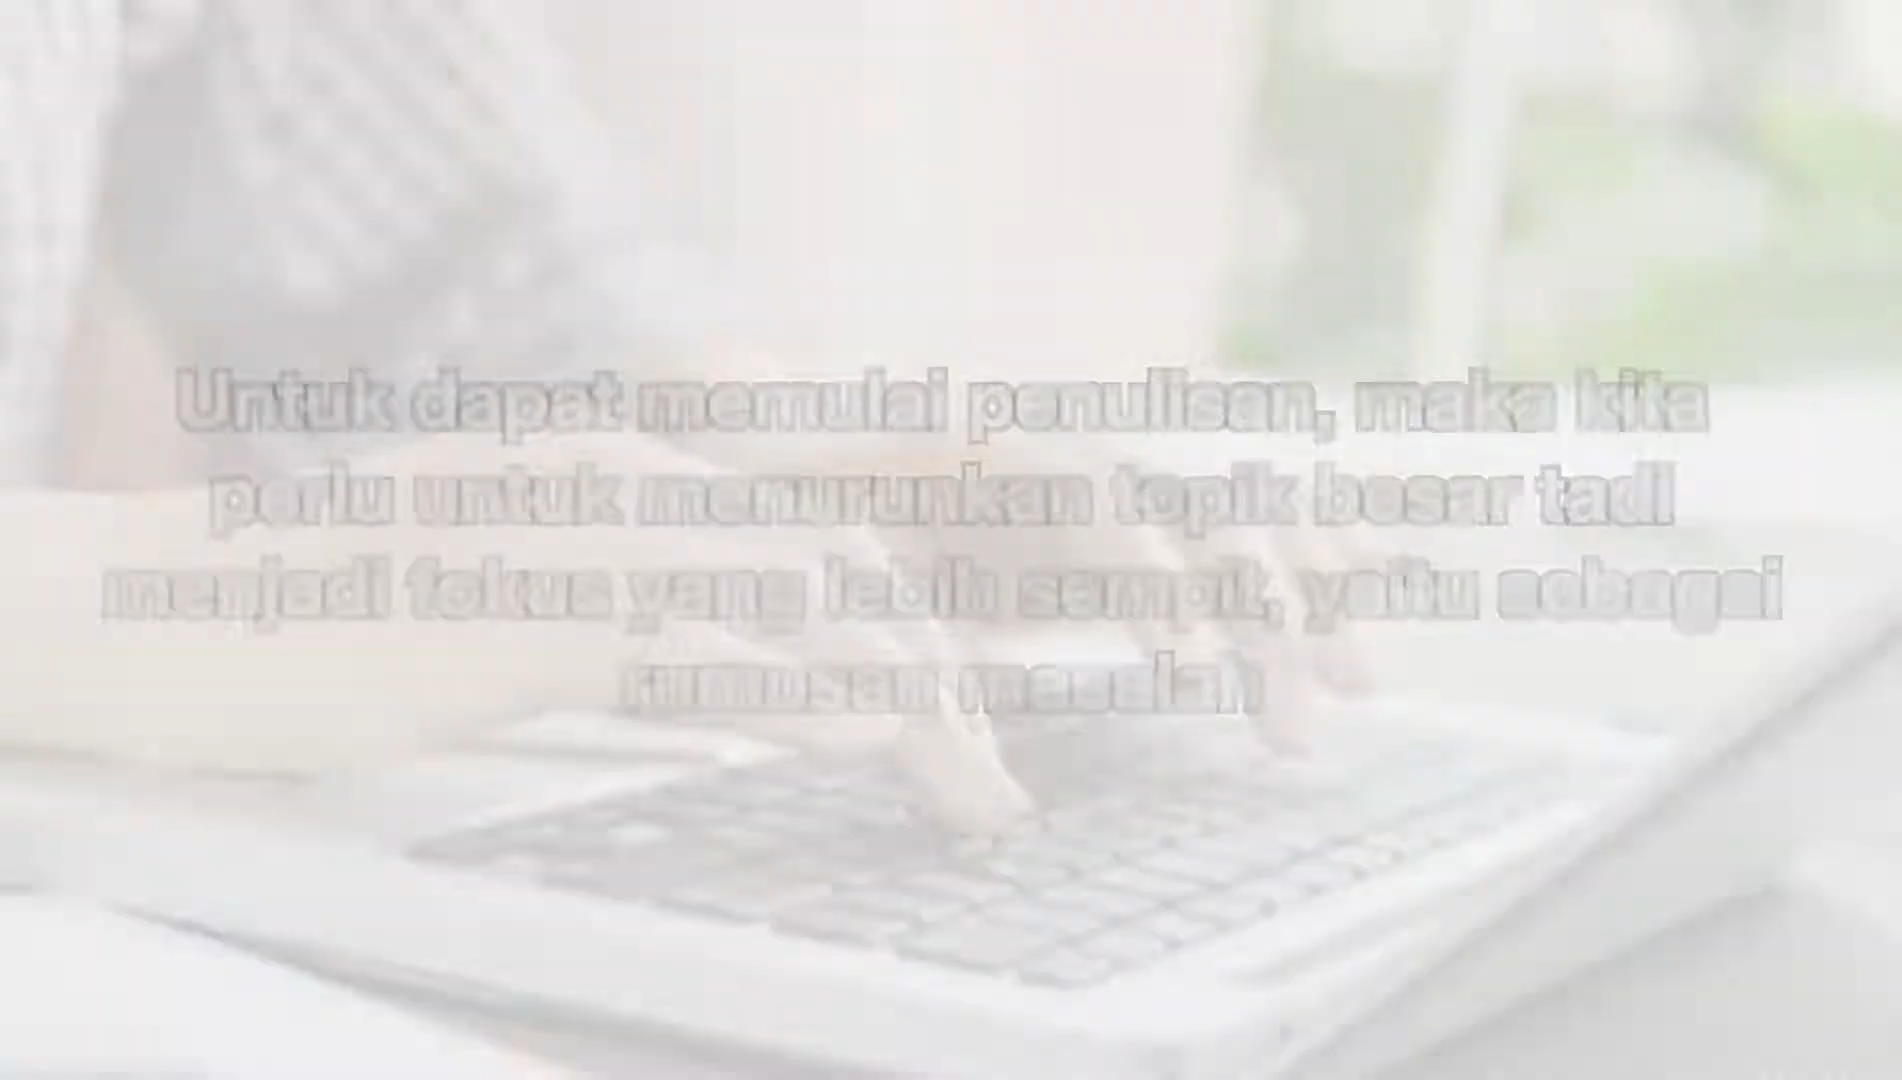 Untuk dapat memulai penulisan, maka kita
perlu untuk menurunkan topik besar tadi
menjadi fokus yang lebih sempit, yaitu sebagai
rumusan masalah